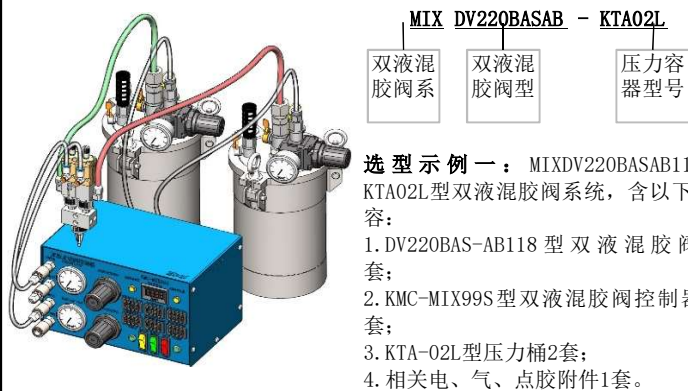 MIX DV220BASAB - KTA02L
双液混
胶阀系
双液混
胶阀型
压力容
器型号
选型示例一：MIXDV220BASAB11
KTA02L型双液混胶阀系统，含以下
容：
1.DV220BAS-AB118型双液混胶阀
套；
2.KMC-MIX99S型双液混胶阀控制器
套；
3.KTA-02L型压力桶2套；
4.相关电、气、点胶附件1套。